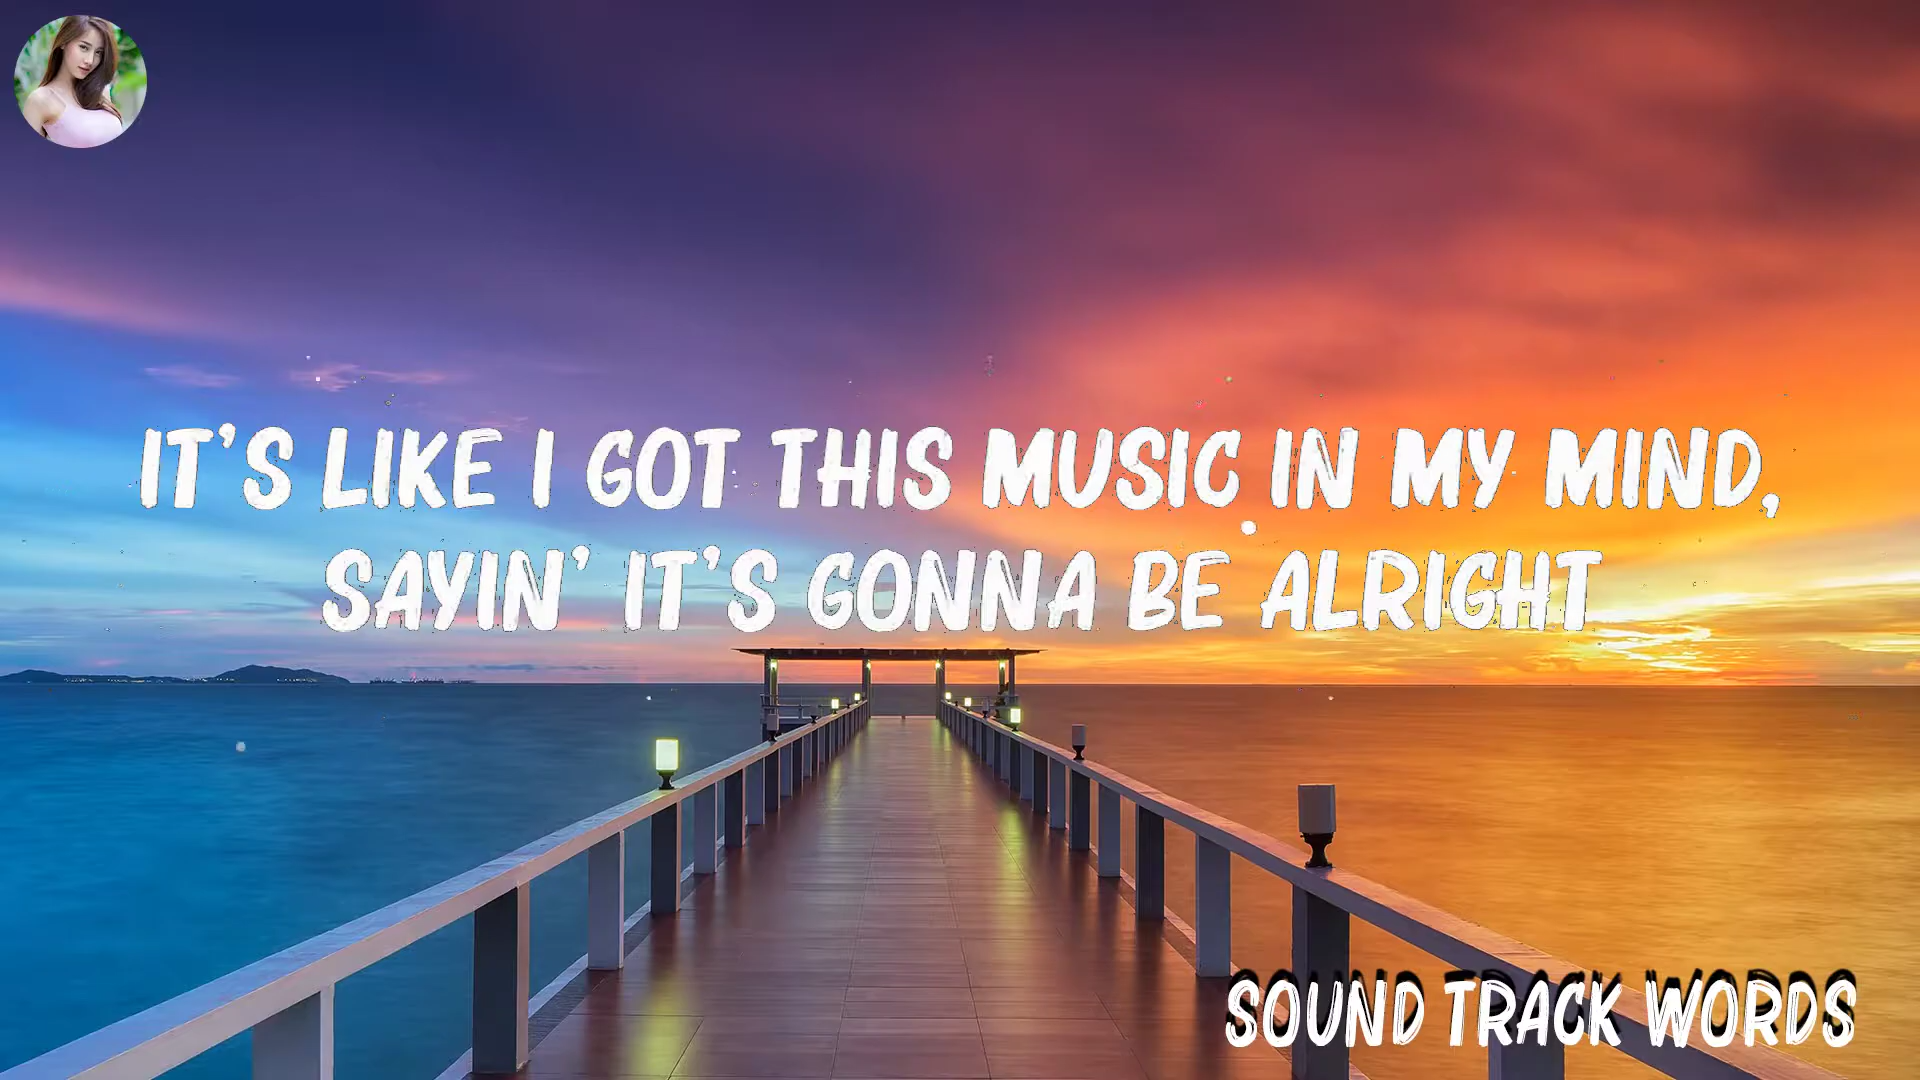 IT'S LIKE I GOT THIS MUSIC IN MY MIND,
SAYIN' IT'S GONNA BE ALRIGHT
SOUND TRACK WORDS